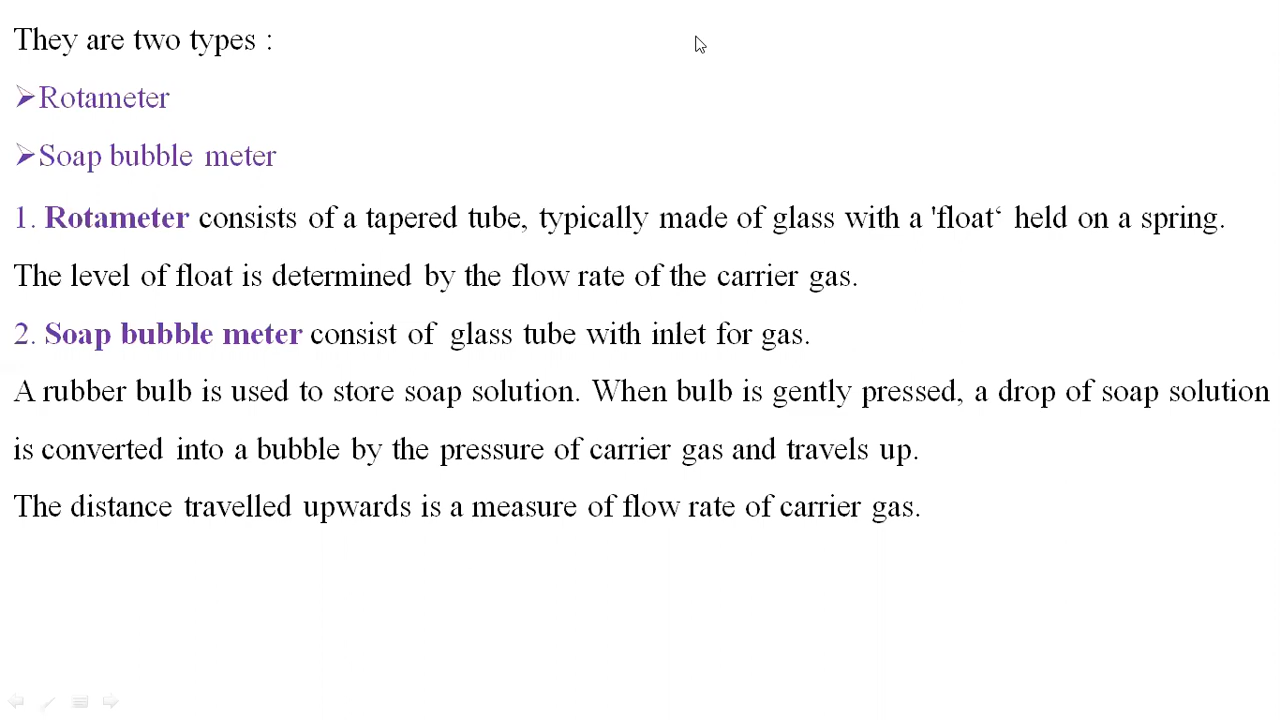 They are two types :
➢Rotameter
➢Soap bubble meter
1. Rotameter consists of a tapered tube, typically made of glass with a 'float‘ held on a spring.
The level of float is determined by the flow rate of the carrier gas.
2. Soap bubble meter consist of glass tube with inlet for gas.
A rubber bulb is used to store soap solution. When bulb is gently pressed, a drop of soap solution
is converted into a bubble by the pressure of carrier gas and travels up.
The distance travelled upwards is a measure of flow rate of carrier gas.